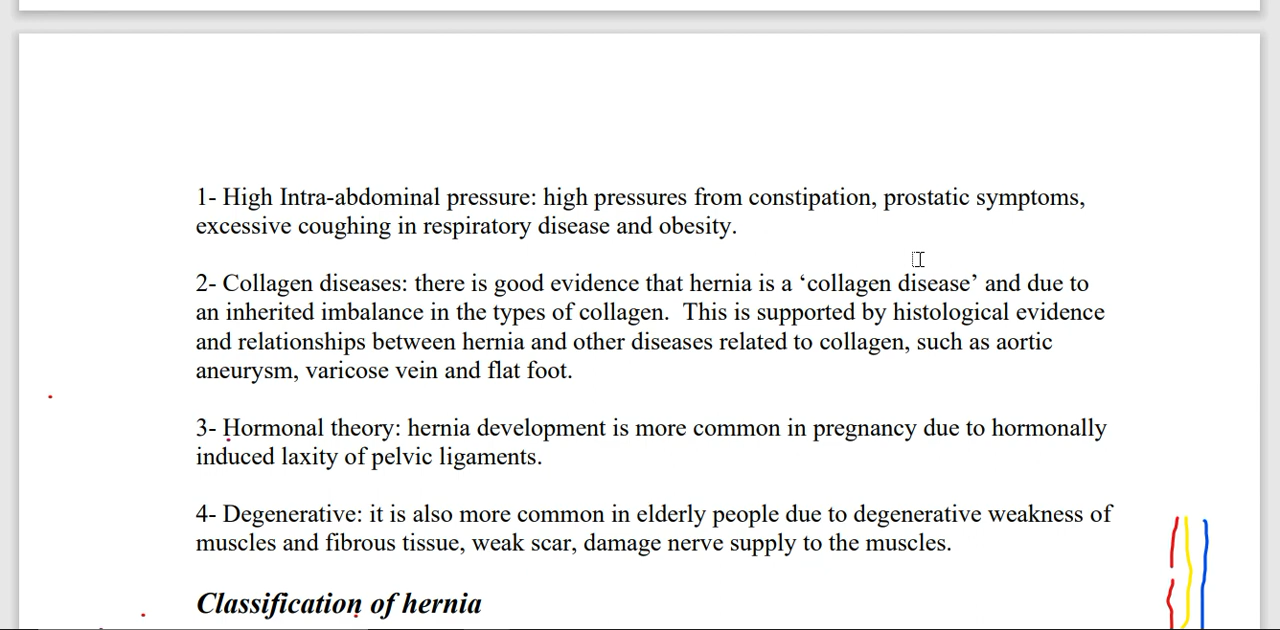 1- High Intra-abdominal pressure: high pressures from constipation, prostatic symptoms,
excessive coughing in respiratory disease and obesity.
2- Collagen diseases: there is good evidence that hernia is a ‘collagen disease’ and due to
an inherited imbalance in the types of collagen.  This is supported by histological evidence
and relationships between hernia and other diseases related to collagen, such as aortic
aneurysm, varicose vein and flat foot.
3- Hormonal theory: hernia development is more common in pregnancy due to hormonally
induced laxity of pelvic ligaments.
4- Degenerative: it is also more common in elderly people due to degenerative weakness of
muscles and fibrous tissue, weak scar, damage nerve supply to the muscles.
Classification of hernia